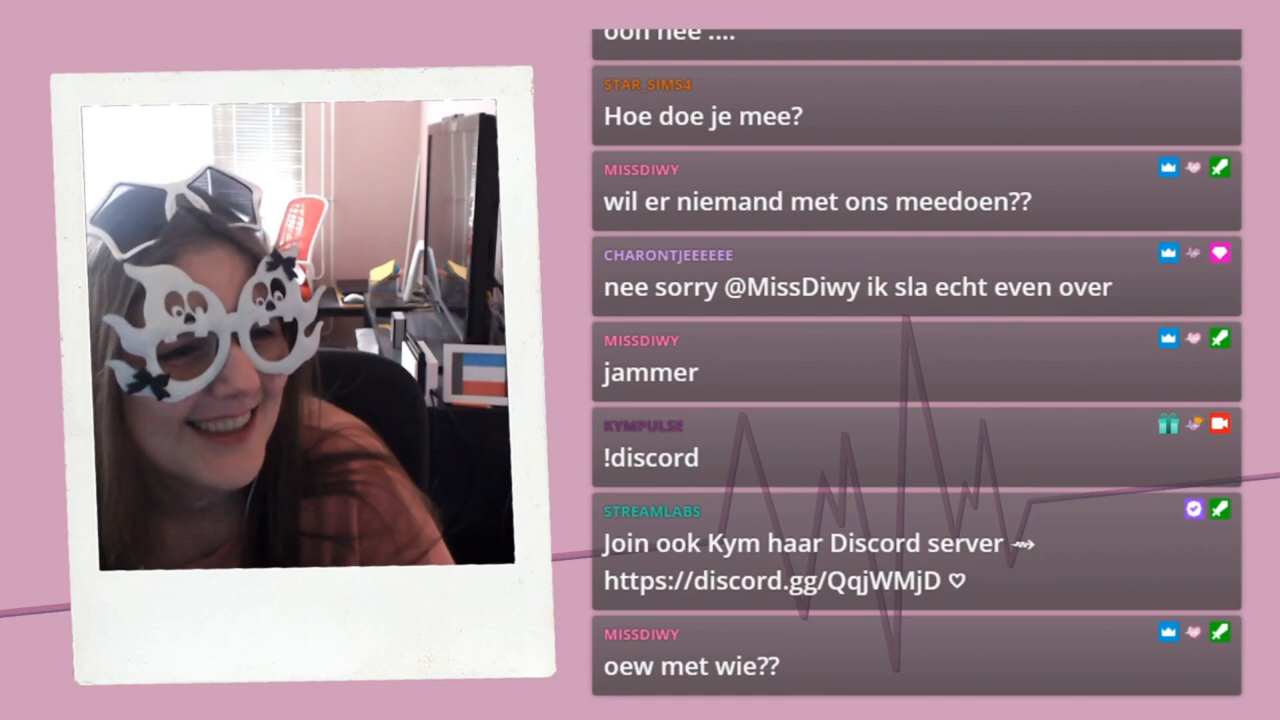 ooh nee ....
STAR_SIMS4
Hoe doe je mee?
MISSDIWY
wil er niemand met ons meedoen??
CHARONTJEEEEEE
nee sorry @MissDiwy ik sla echt even over
MISSDIWY
jammer
KYMPULSE
!discord
STREAMLABS
Join ook Kym haar Discord server ⇝
https://discord.gg/QqjWMjD ♡
MISSDIWY
oew met wie??